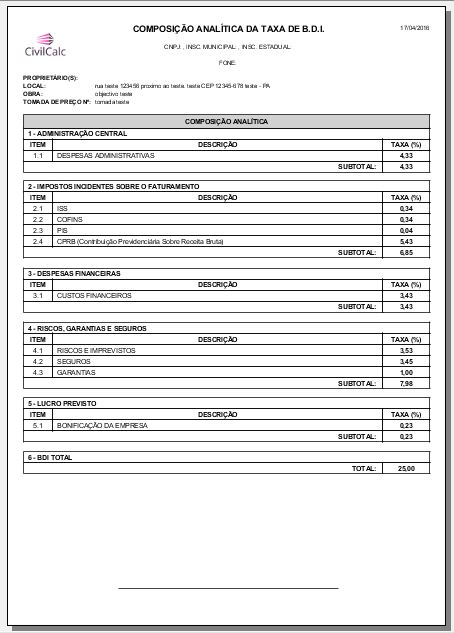 COMPOSIÇÃO ANALÍTICA DA TAXA DE B.D.I.
17/04/2016
CivilCalc
CNPJ: , INSC. MUNICIPAL: , INSC. ESTADUAL:
FONE:
PROPRIETÁRIO(S):
LOCAL: rua teste 123456 proximo ao teste, teste CEP 12345-678 teste - PA
OBRA: objectivo teste
TOMADA DE PREÇO Nº: tomada teste
COMPOSIÇÃO ANALÍTICA
1 - ADMINISTRAÇÃO CENTRAL
ITEM DESCRIÇÃO TAXA (%)
1.1 DESPESAS ADMINISTRATIVAS 4,33
SUBTOTAL: 4,33
2 - IMPOSTOS INCIDENTES SOBRE O FATURAMENTO
ITEM DESCRIÇÃO TAXA (%)
2.1 ISS 0,34
2.2 COFINS 0,34
2.3 PIS 0,04
2.4 CPRB (Contribuição Previdenciária Sobre Receita Bruta) 5,43
SUBTOTAL: 6,85
3 - DESPESAS FINANCEIRAS
ITEM DESCRIÇÃO TAXA (%)
3.1 CUSTOS FINANCEIROS 3,43
SUBTOTAL: 3,43
4 - RISCOS, GARANTIAS E SEGUROS
ITEM DESCRIÇÃO TAXA (%)
4.1 RISCOS E IMPREVISTOS 3,53
4.2 SEGUROS 3,45
4.3 GARANTIAS 1,00
SUBTOTAL: 7,98
5 - LUCRO PREVISTO
ITEM DESCRIÇÃO TAXA (%)
5.1 BONIFICAÇÃO DA EMPRESA 0,23
SUBTOTAL: 0,23
6 - BDI TOTAL
TOTAL: 25,00